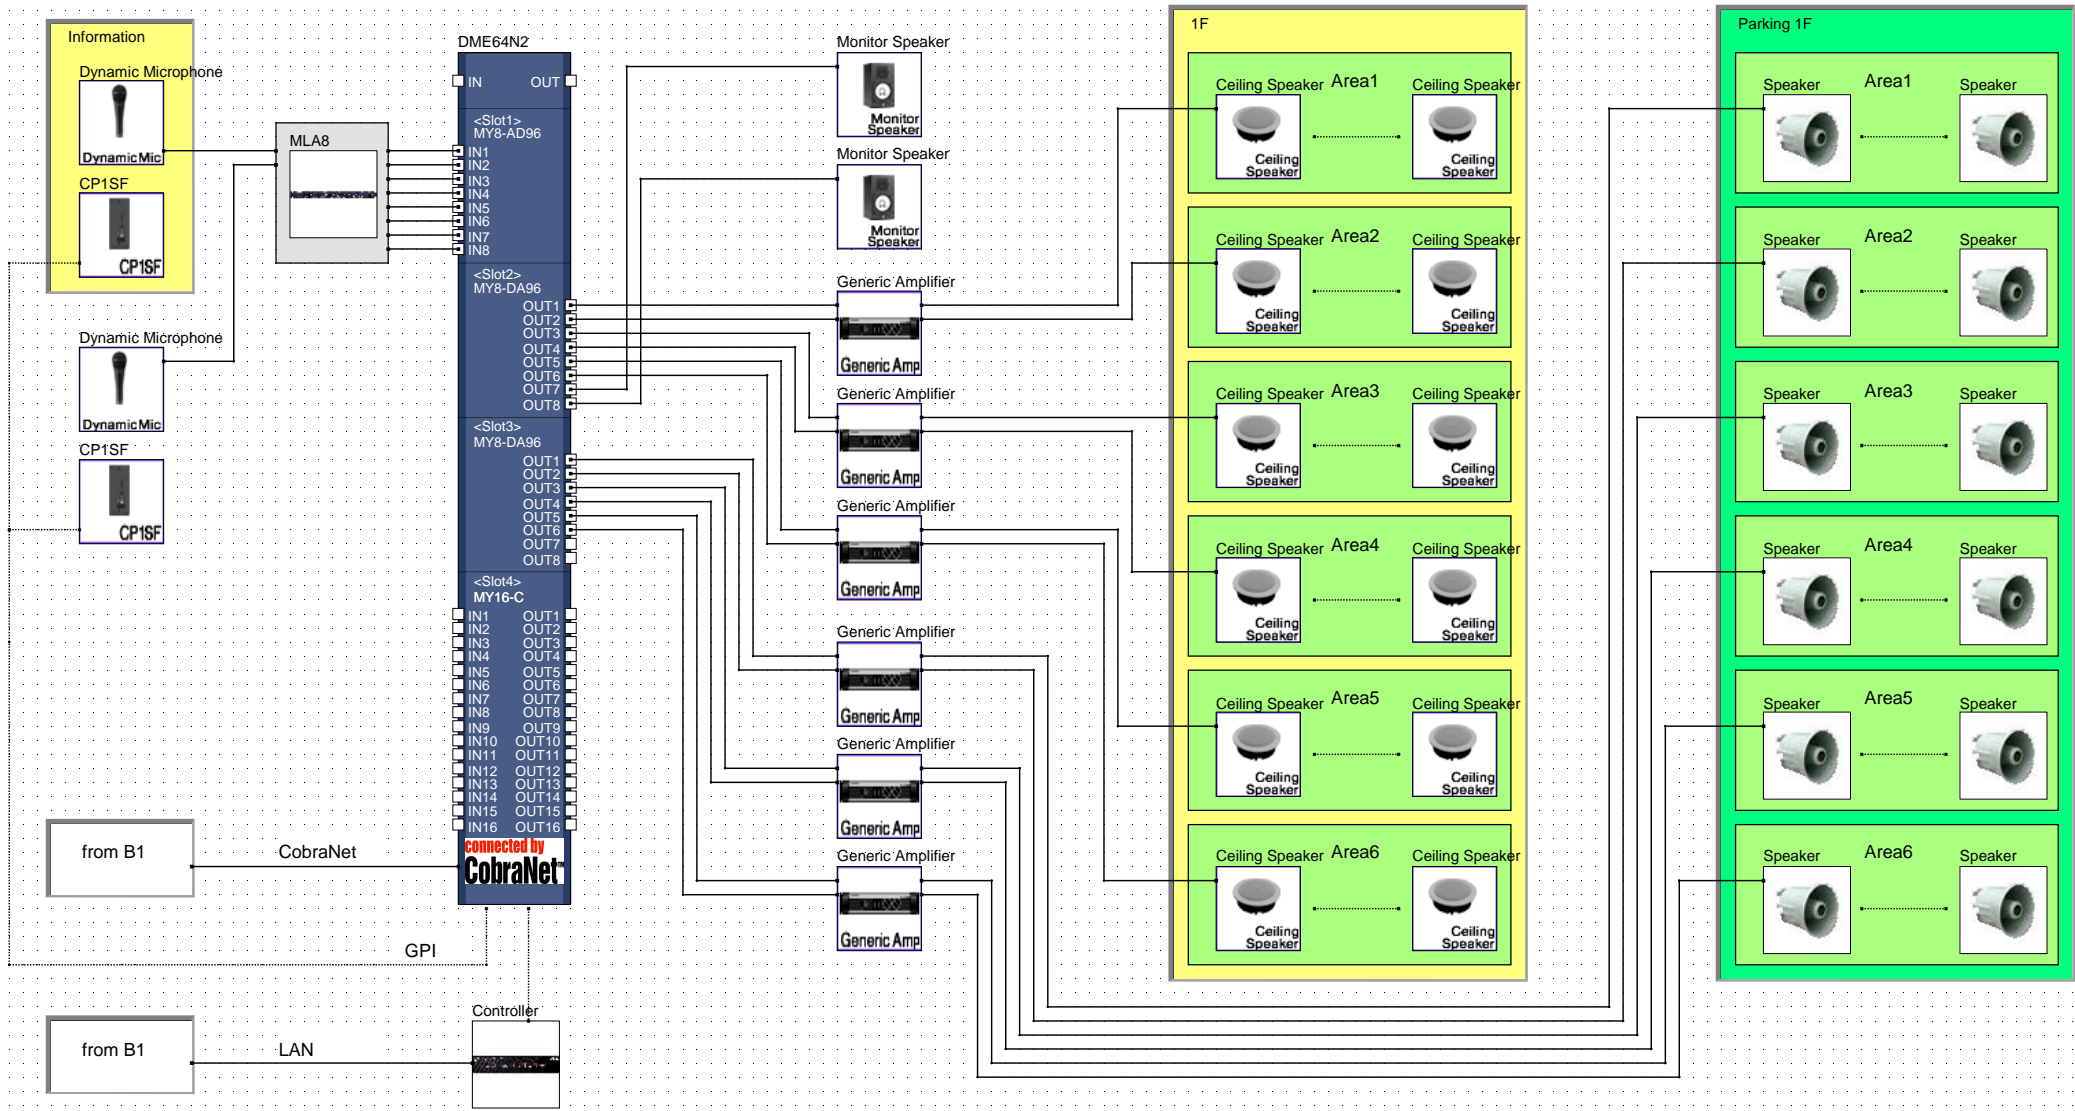 Information
Dynamic Microphone
DynamicMic
CP1SF
CP1SF
Dynamic Microphone
DynamicMic
CP1SF
CP1SF
MLA8
DME64N2
IN OUT
<Slot1>
MY8-AD96
IN1
IN2
IN3
IN4
IN5
IN6
IN7
IN8
<Slot2>
MY8-DA96
OUT1
OUT2
OUT3
OUT4
OUT5
OUT6
OUT7
OUT8
<Slot3>
MY8-DA96
OUT1
OUT2
OUT3
OUT4
OUT5
OUT6
OUT7
OUT8
<Slot4>
MY16-C
IN1 OUT1
IN2 OUT2
IN3 OUT3
IN4 OUT4
IN5 OUT5
IN6 OUT6
IN7 OUT7
IN8 OUT8
IN9 OUT9
IN10 OUT10
IN11 OUT11
IN12 OUT12
IN13 OUT13
IN14 OUT14
IN15 OUT15
IN16 OUT16
connected by
CobraNet™
from B1
CobraNet
GPI
from B1
LAN
Controller
Monitor Speaker
Monitor
Speaker
Monitor Speaker
Monitor
Speaker
Generic Amplifier
Generic Amp
Generic Amplifier
Generic Amp
Generic Amplifier
Generic Amp
Generic Amplifier
Generic Amp
Generic Amplifier
Generic Amp
Generic Amplifier
Generic Amp
1F
Ceiling Speaker Area1 Ceiling Speaker
Ceiling Ceiling
Speaker Speaker
Ceiling Speaker Area2 Ceiling Speaker
Ceiling Ceiling
Speaker Speaker
Ceiling Speaker Area3 Ceiling Speaker
Ceiling Ceiling
Speaker Speaker
Ceiling Speaker Area4 Ceiling Speaker
Ceiling Ceiling
Speaker Speaker
Ceiling Speaker Area5 Ceiling Speaker
Ceiling Ceiling
Speaker Speaker
Ceiling Speaker Area6 Ceiling Speaker
Ceiling Ceiling
Speaker Speaker
Parking 1F
Speaker Area1 Speaker
Speaker Area2 Speaker
Speaker Area3 Speaker
Speaker Area4 Speaker
Speaker Area5 Speaker
Speaker Area6 Speaker